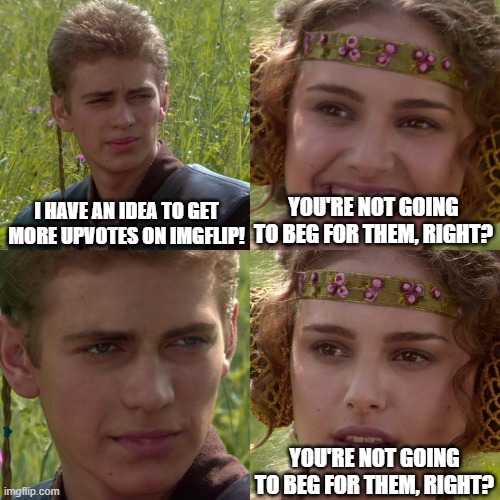 I HAVE AN IDEA TO GET
MORE UPVOTES ON IMGFLIP!
YOU'RE NOT GOING
TO BEG FOR THEM, RIGHT?
YOU'RE NOT GOING
TO BEG FOR THEM, RIGHT?
imgflip.com